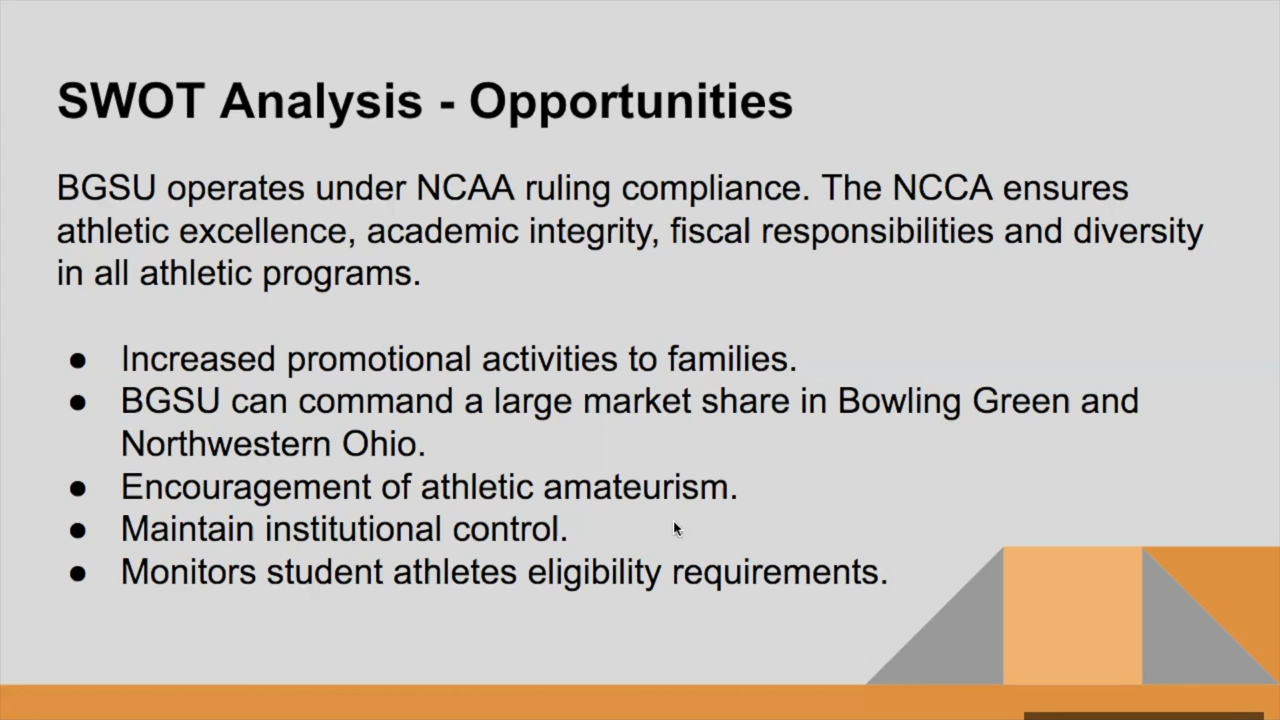 SWOT Analysis - Opportunities
BGSU operates under NCAA ruling compliance. The NCCA ensures
athletic excellence, academic integrity, fiscal responsibilities and diversity
in all athletic programs.
● Increased promotional activities to families.
● BGSU can command a large market share in Bowling Green and
Northwestern Ohio.
● Encouragement of athletic amateurism.
● Maintain institutional control.
● Monitors student athletes eligibility requirements.